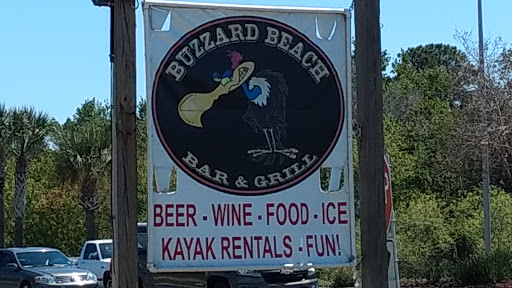 BUZZARD BEACH
BAR & GRILL
BEER - WINE - FOOD - ICE
KAYAK RENTALS - FUN!